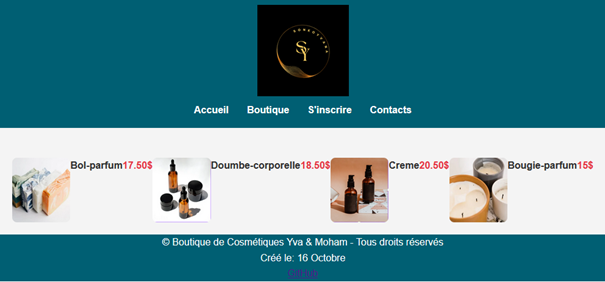 SY
Accueil Boutique S'inscrire Contacts
Bol-parfum17.50$ Doumbe-corporelle18.50$ Creme20.50$ Bougie-parfum15$
© Boutique de Cosmétiques Yva & Moham - Tous droits réservés
Créé le: 16 Octobre
GitHub